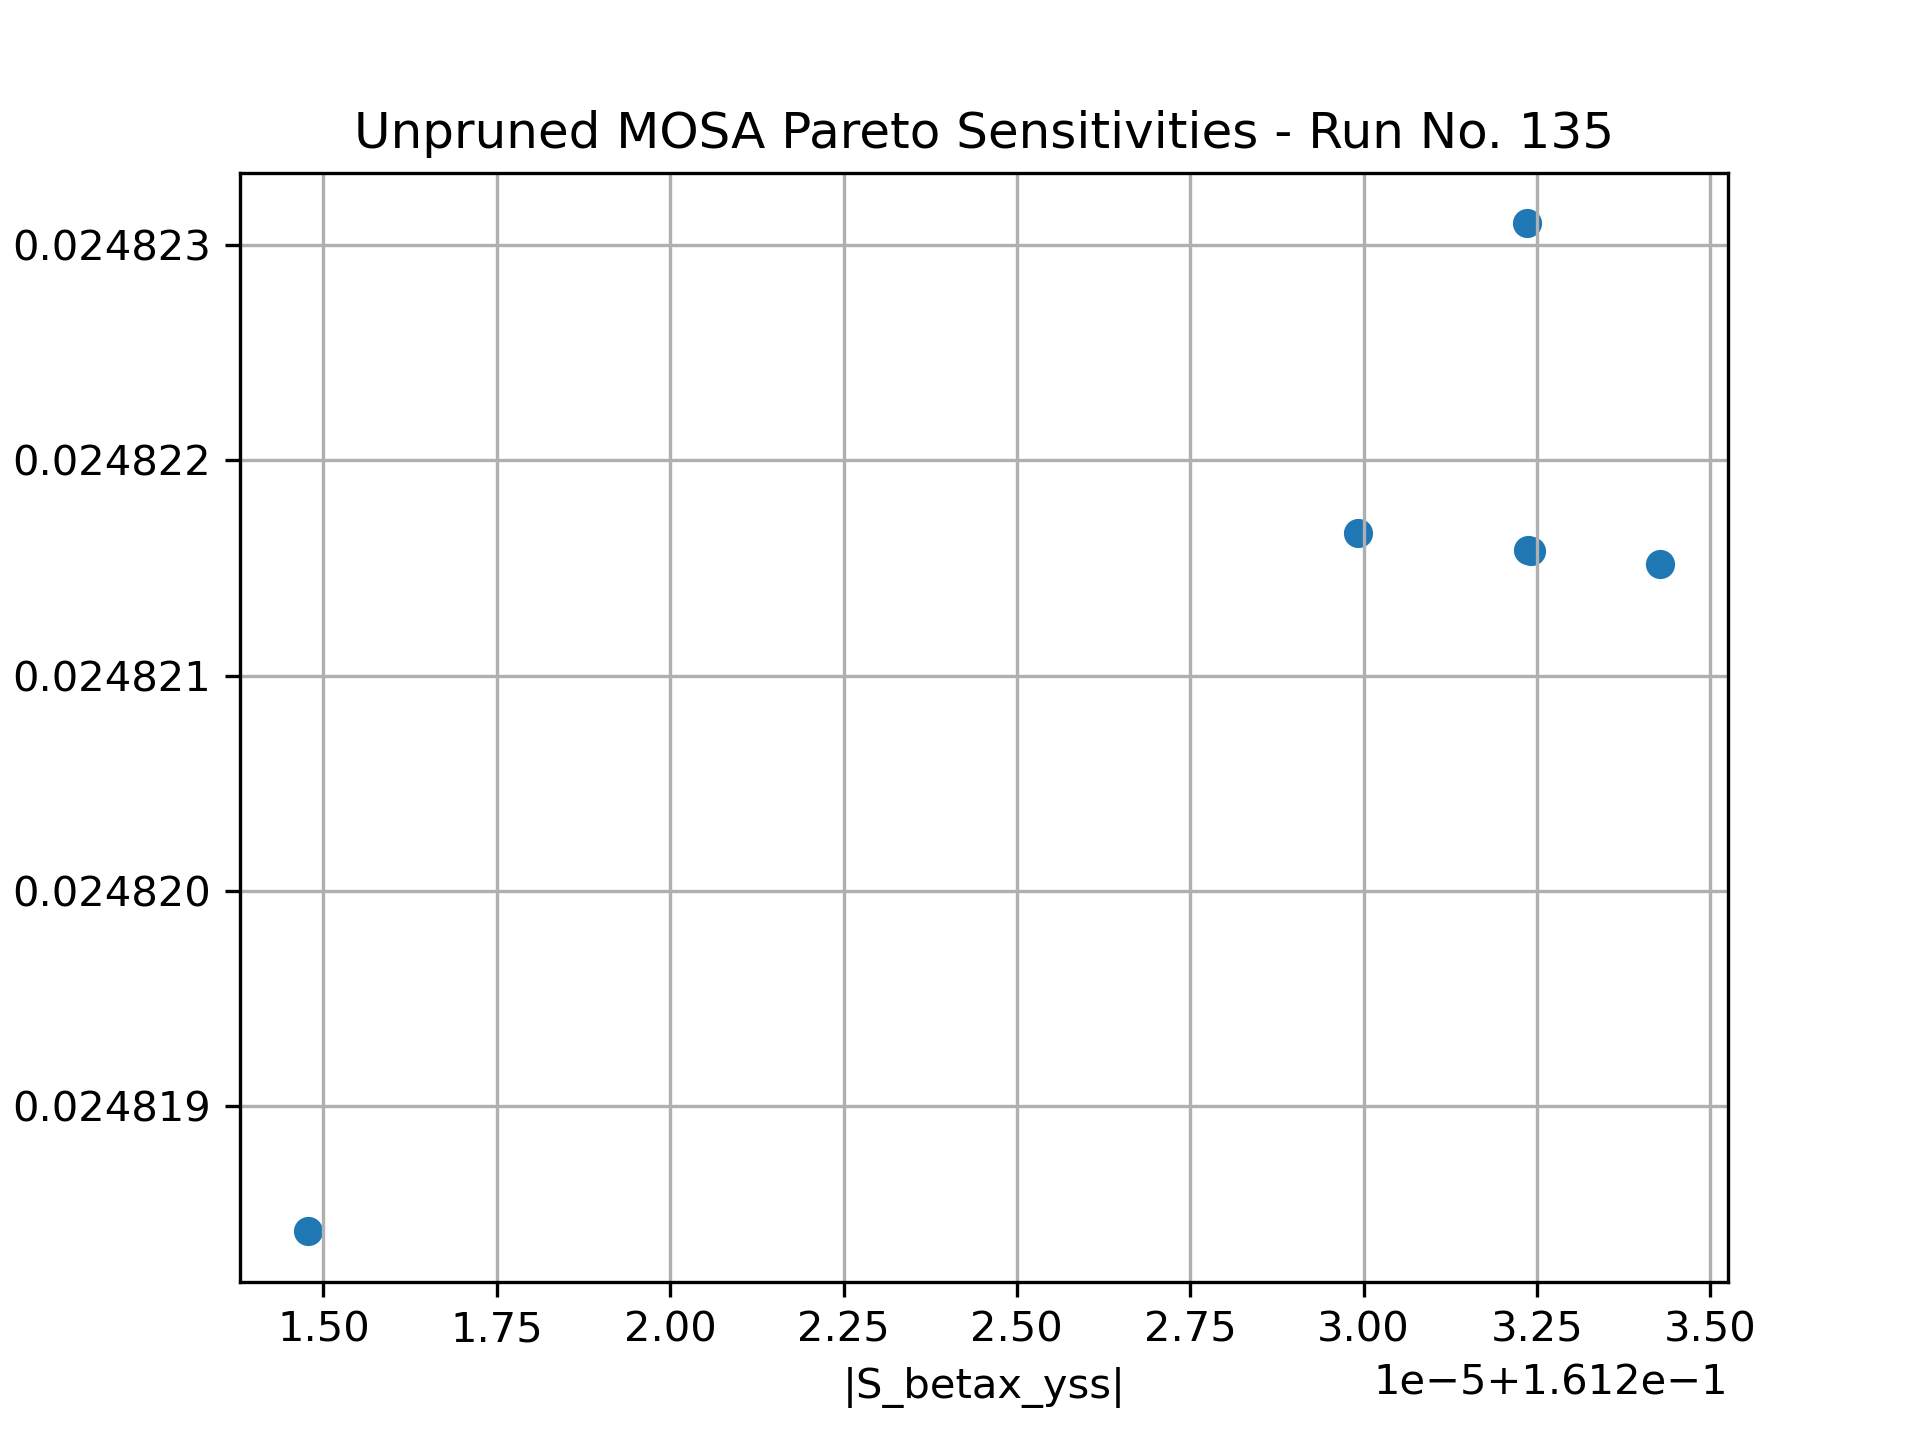 Unpruned MOSA Pareto Sensitivities - Run No. 135
0.024823
0.024822
0.024821
0.024820
0.024819
1.50 1.75 2.00 2.25 2.50 2.75 3.00 3.25 3.50
|S_betax_yss|
1e−5+1.612e−1